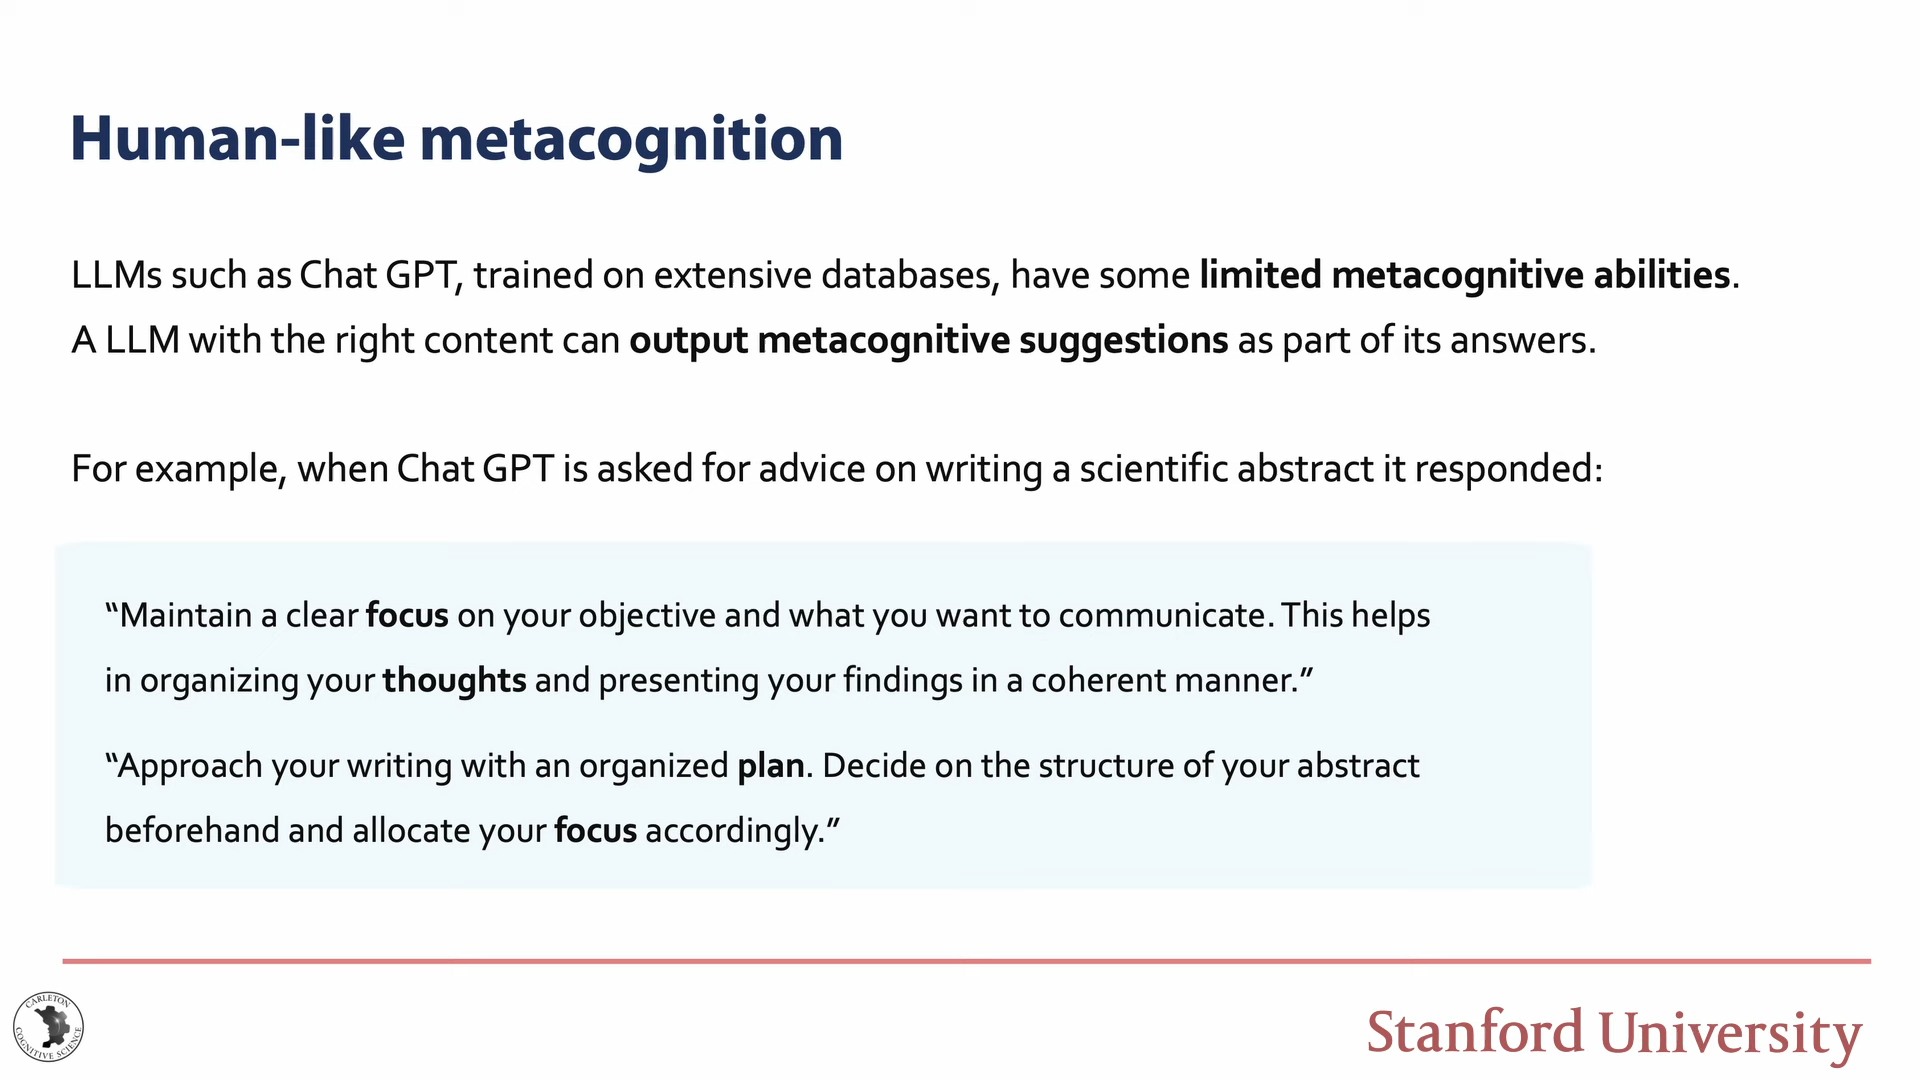 Human-like metacognition
LLMs such as Chat GPT, trained on extensive databases, have some limited metacognitive abilities.
A LLM with the right content can output metacognitive suggestions as part of its answers.
For example, when Chat GPT is asked for advice on writing a scientific abstract it responded:
“Maintain a clear focus on your objective and what you want to communicate. This helps
in organizing your thoughts and presenting your findings in a coherent manner.”
“Approach your writing with an organized plan. Decide on the structure of your abstract
beforehand and allocate your focus accordingly.”
CARLETON
COGNITIVE SCIENCE
Stanford University